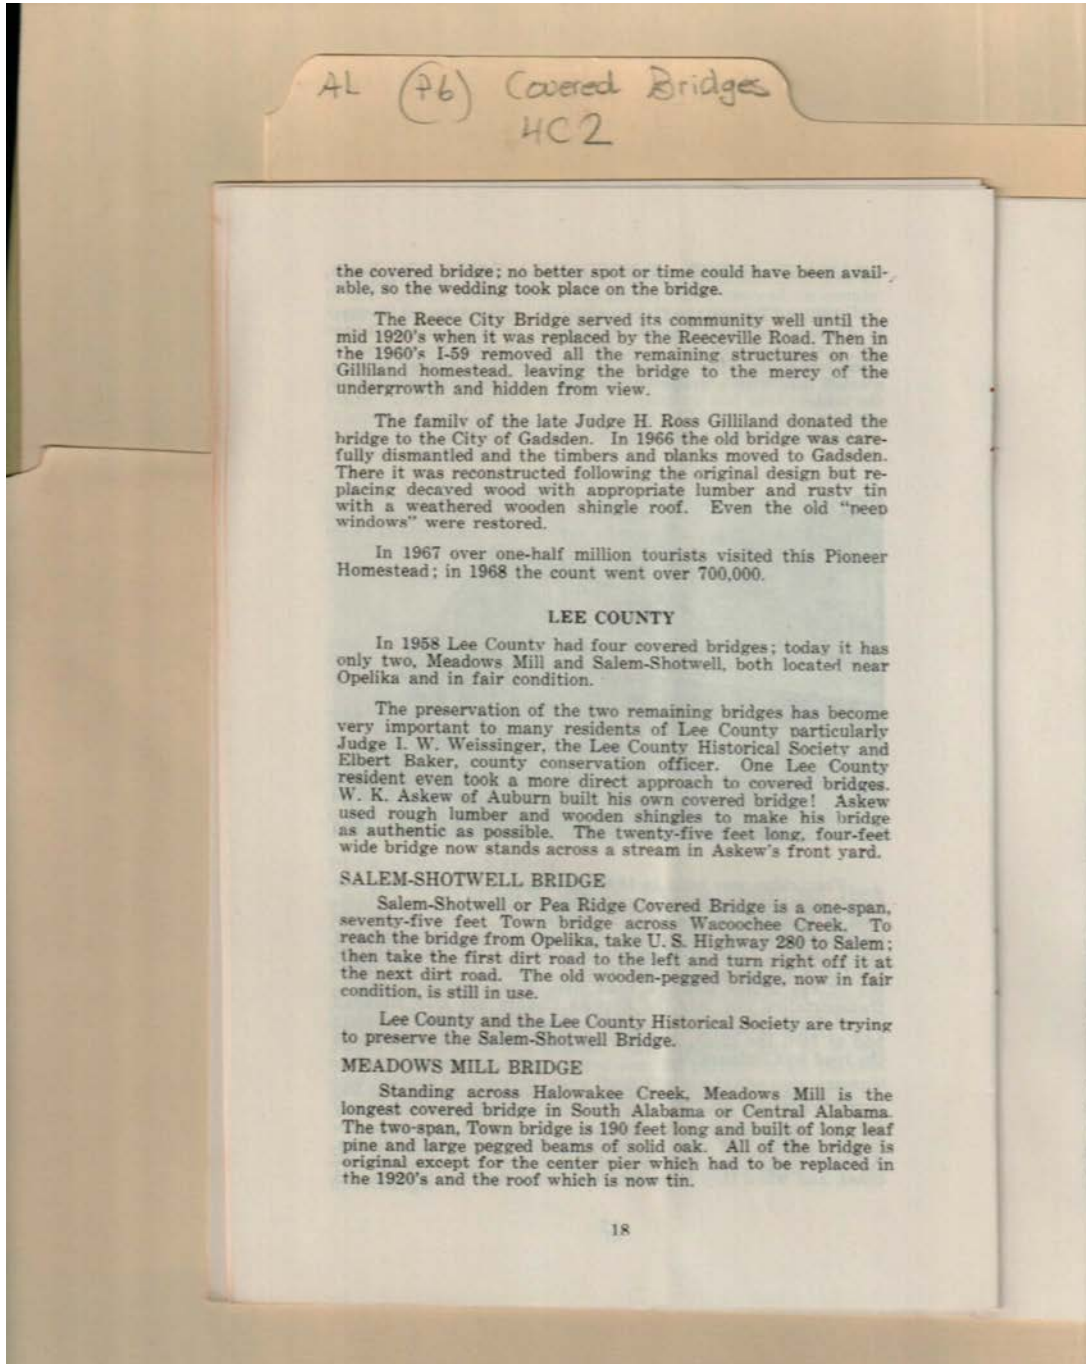 AL (P6) Covered Bridges
4C2
the covered bridge; no better spot or time could have been avail-
able, so the wedding took place on the bridge.
The Reece City Bridge served its community well until the
mid 1920's when it was replaced by the Reeceville Road. Then in
the 1960's I-59 removed all the remaining structures on the
Gilliland homestead, leaving the bridge to the mercy of the
undergrowth and hidden from view.
The family of the late Judge H. Ross Gilliland donated the
bridge to the City of Gadsden. In 1966 the old bridge was care-
fully dismantled and the timbers and planks moved to Gadsden.
There it was reconstructed following the original design but re-
placing decayed wood with appropriate lumber and rusty tin
with a weathered wooden shingle roof. Even the old "peep
windows" were restored.
In 1967 over one-half million tourists visited this Pioneer
Homestead; in 1968 the count went over 700,000.
LEE COUNTY
In 1958 Lee County had four covered bridges; today it has
only two, Meadows Mill and Salem-Shotwell, both located near
Opelika and in fair condition.
The preservation of the two remaining bridges has become
very important to many residents of Lee County particularly
Judge I. W. Weissinger, the Lee County Historical Society and
Elbert Baker, county conservation officer. One Lee County
resident even took a more direct approach to covered bridges.
W. K. Askew of Auburn built his own covered bridge! Askew
used rough lumber and wooden shingles to make his bridge
as authentic as possible. The twenty-five feet long, four-feet
wide bridge now stands across a stream in Askew's front yard.
SALEM-SHOTWELL BRIDGE
Salem-Shotwell or Pea Ridge Covered Bridge is a one-span,
seventy-five feet Town bridge across Wacoochee Creek. To
reach the bridge from Opelika, take U. S. Highway 280 to Salem;
then take the first dirt road to the left and turn right off it at
the next dirt road. The old wooden-pegged bridge, now in fair
condition, is still in use.
Lee County and the Lee County Historical Society are trying
to preserve the Salem-Shotwell Bridge.
MEADOWS MILL BRIDGE
Standing across Halowakee Creek, Meadows Mill is the
longest covered bridge in South Alabama or Central Alabama.
The two-span, Town bridge is 190 feet long and built of long leaf
pine and large pegged beams of solid oak. All of the bridge is
original except for the center pier which had to be replaced in
the 1920's and the roof which is now tin.
18